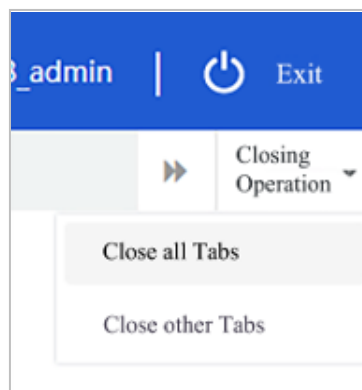 _admin | Exit
Closing
Operation
Close all Tabs
Close other Tabs